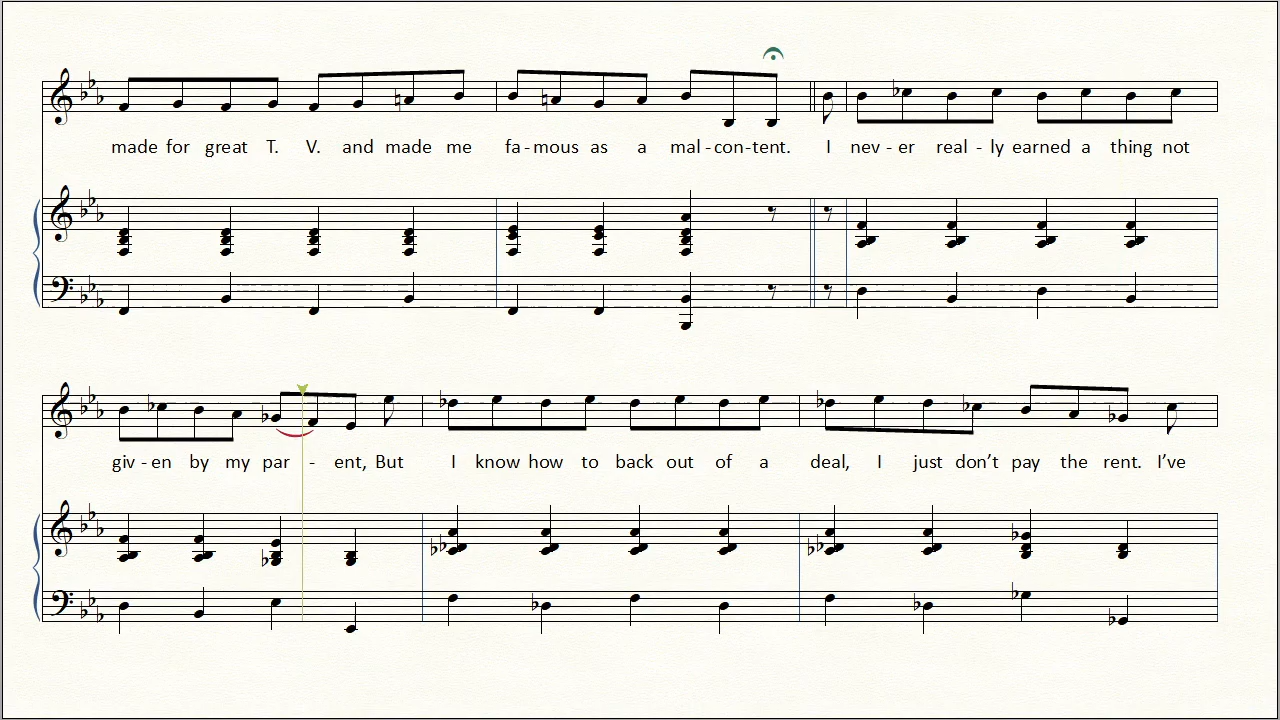 made for great T. V. and made me fa - mous as a mal - con - tent. I nev - er real - ly earned a thing not
giv - en by my par - ent, But I know how to back out of a deal, I just don't pay the rent. I've